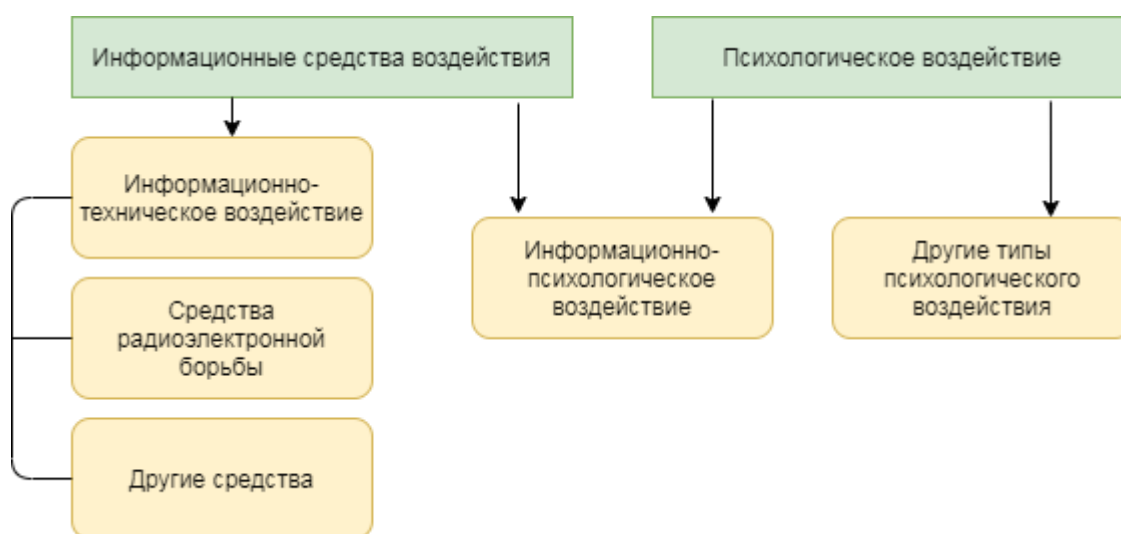 Информационные средства воздействия
Психологическое воздействие
Информационно-
техническое воздействие
Информационно-
психологическое
воздействие
Другие типы
психологического
воздействия
Средства
радиоэлектронной
борьбы
Другие средства